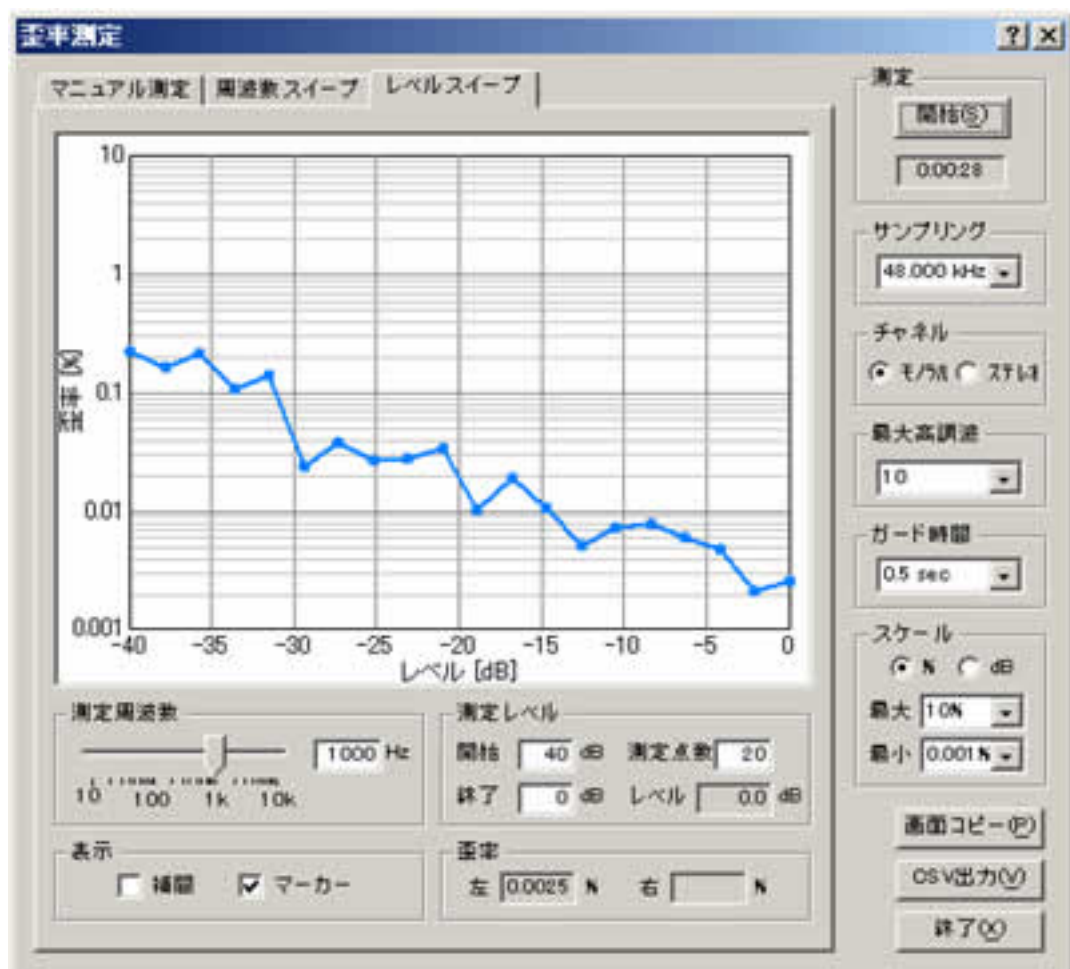 歪率測定
マニュアル測定
周波数スイープ
レベルスイープ
10
1
0.1
0.01
0.001
歪率 [%]
-40
-35
-30
-25
-20
-15
-10
-5
0
レベル [dB]
測定周波数
1000 Hz
10 100 1k 10k
測定レベル
開始 40 dB 測定点数 20
終了 0 dB レベル 0.0 dB
表示
補間 マーカー
歪率
左 0.0025 % 右 %
測定
開始(S)
0:00:28
サンプリング
48.000 kHz
チャネル
モノラル ステレオ
最大高調波
10
ガード時間
0.5 sec
スケール
% dB
最大 10%
最小 0.001%
画面コピー(P)
CSV出力(V)
終了(X)